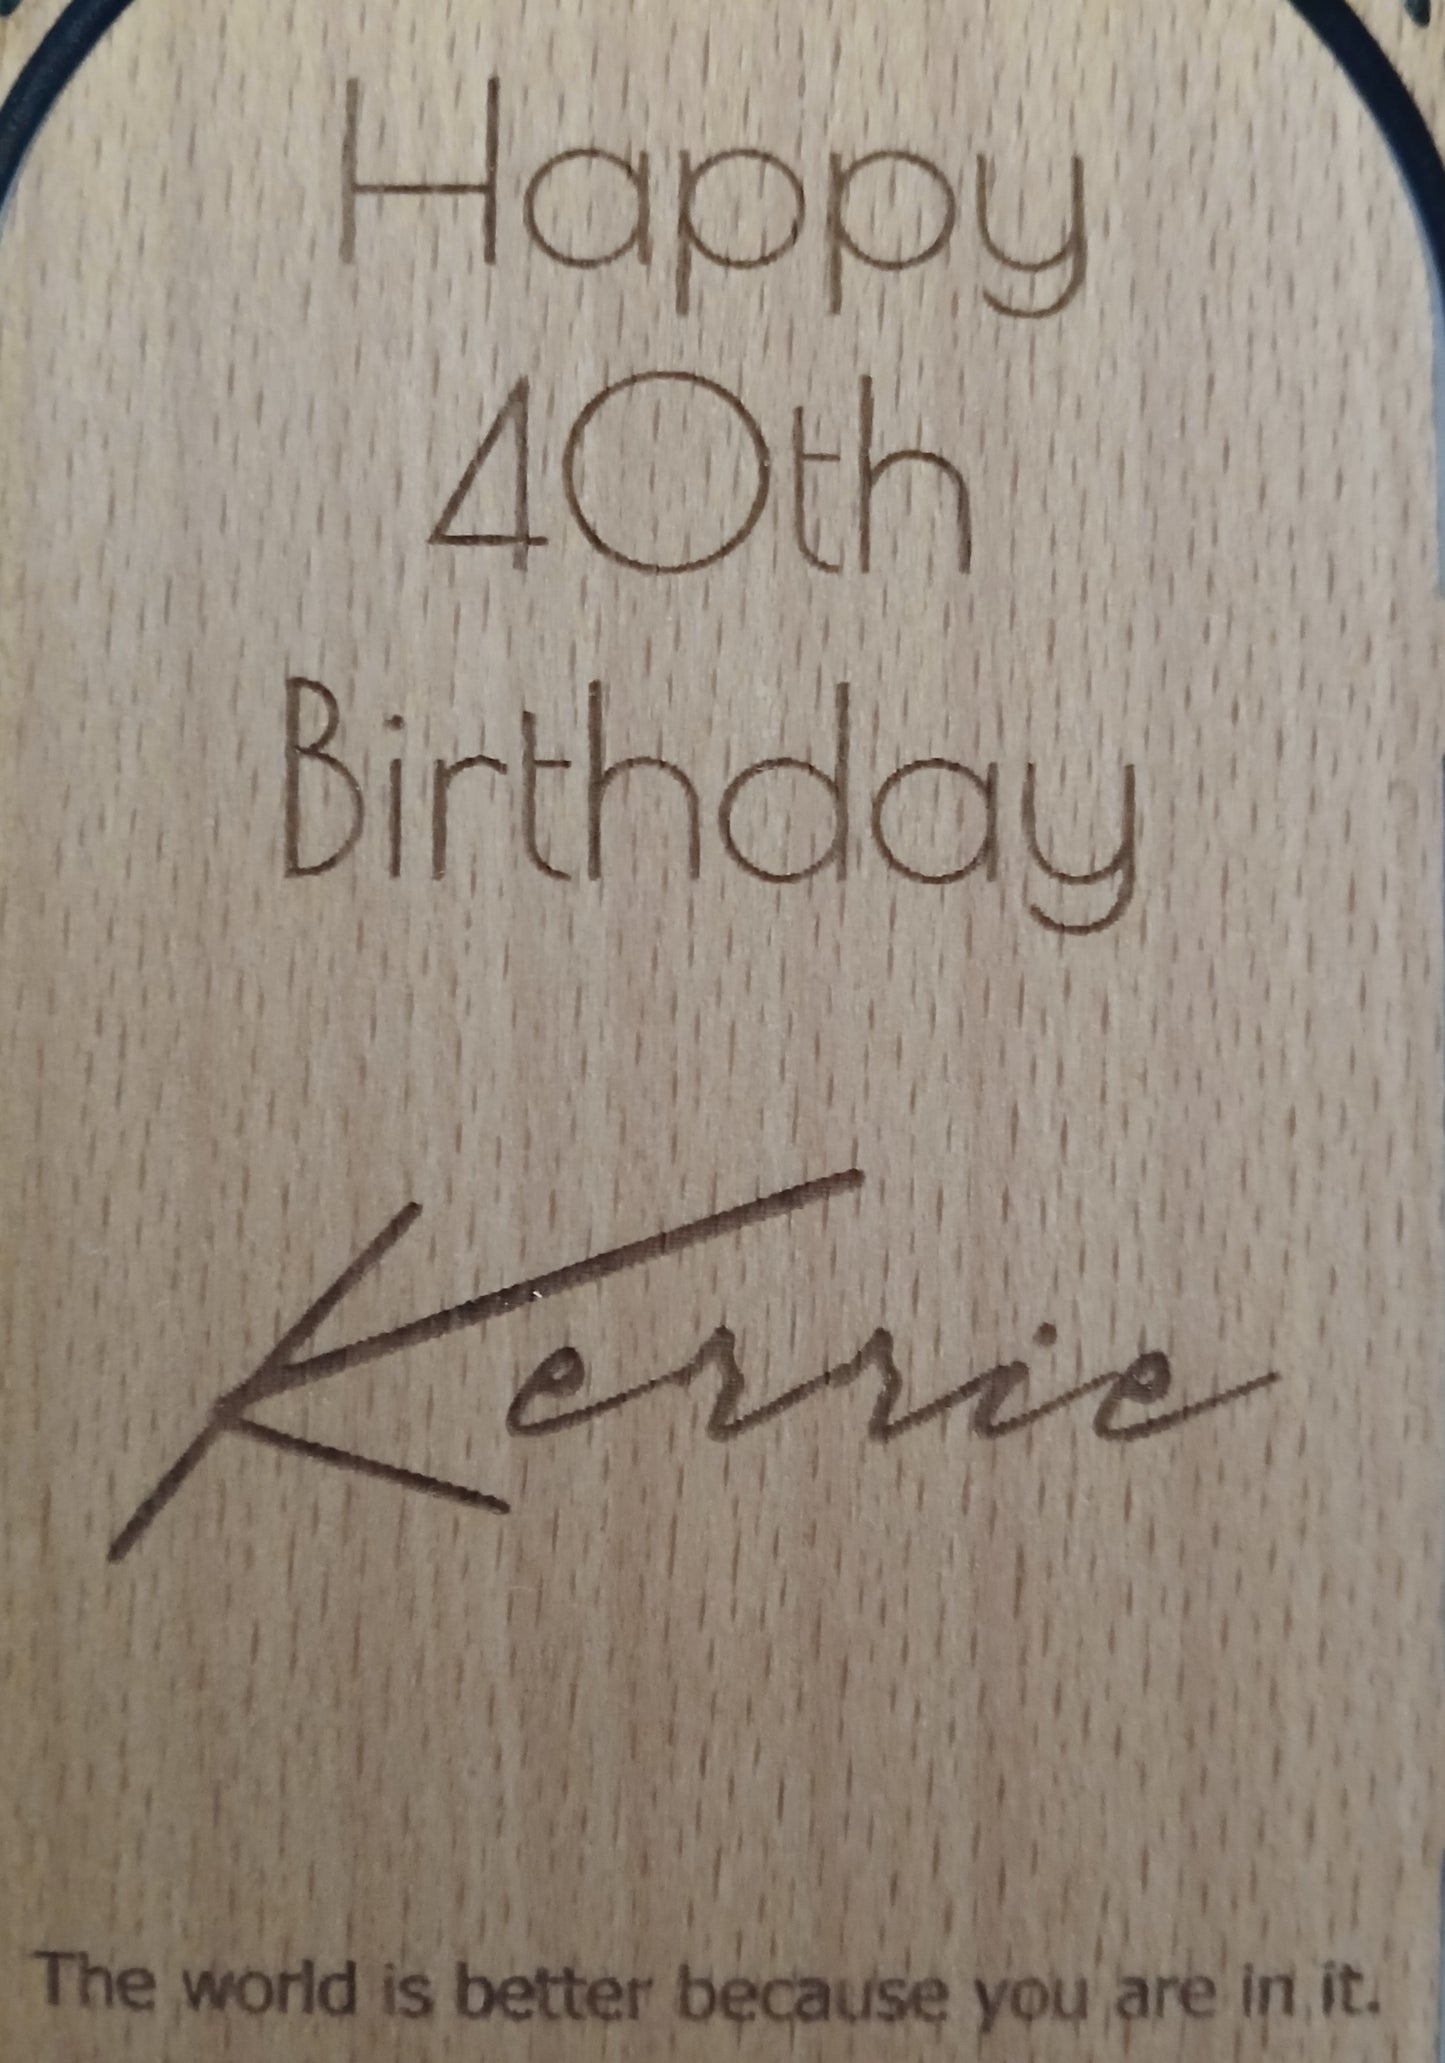 Happy
40th
Birthday
Kerrie
The world is better because you are in it.